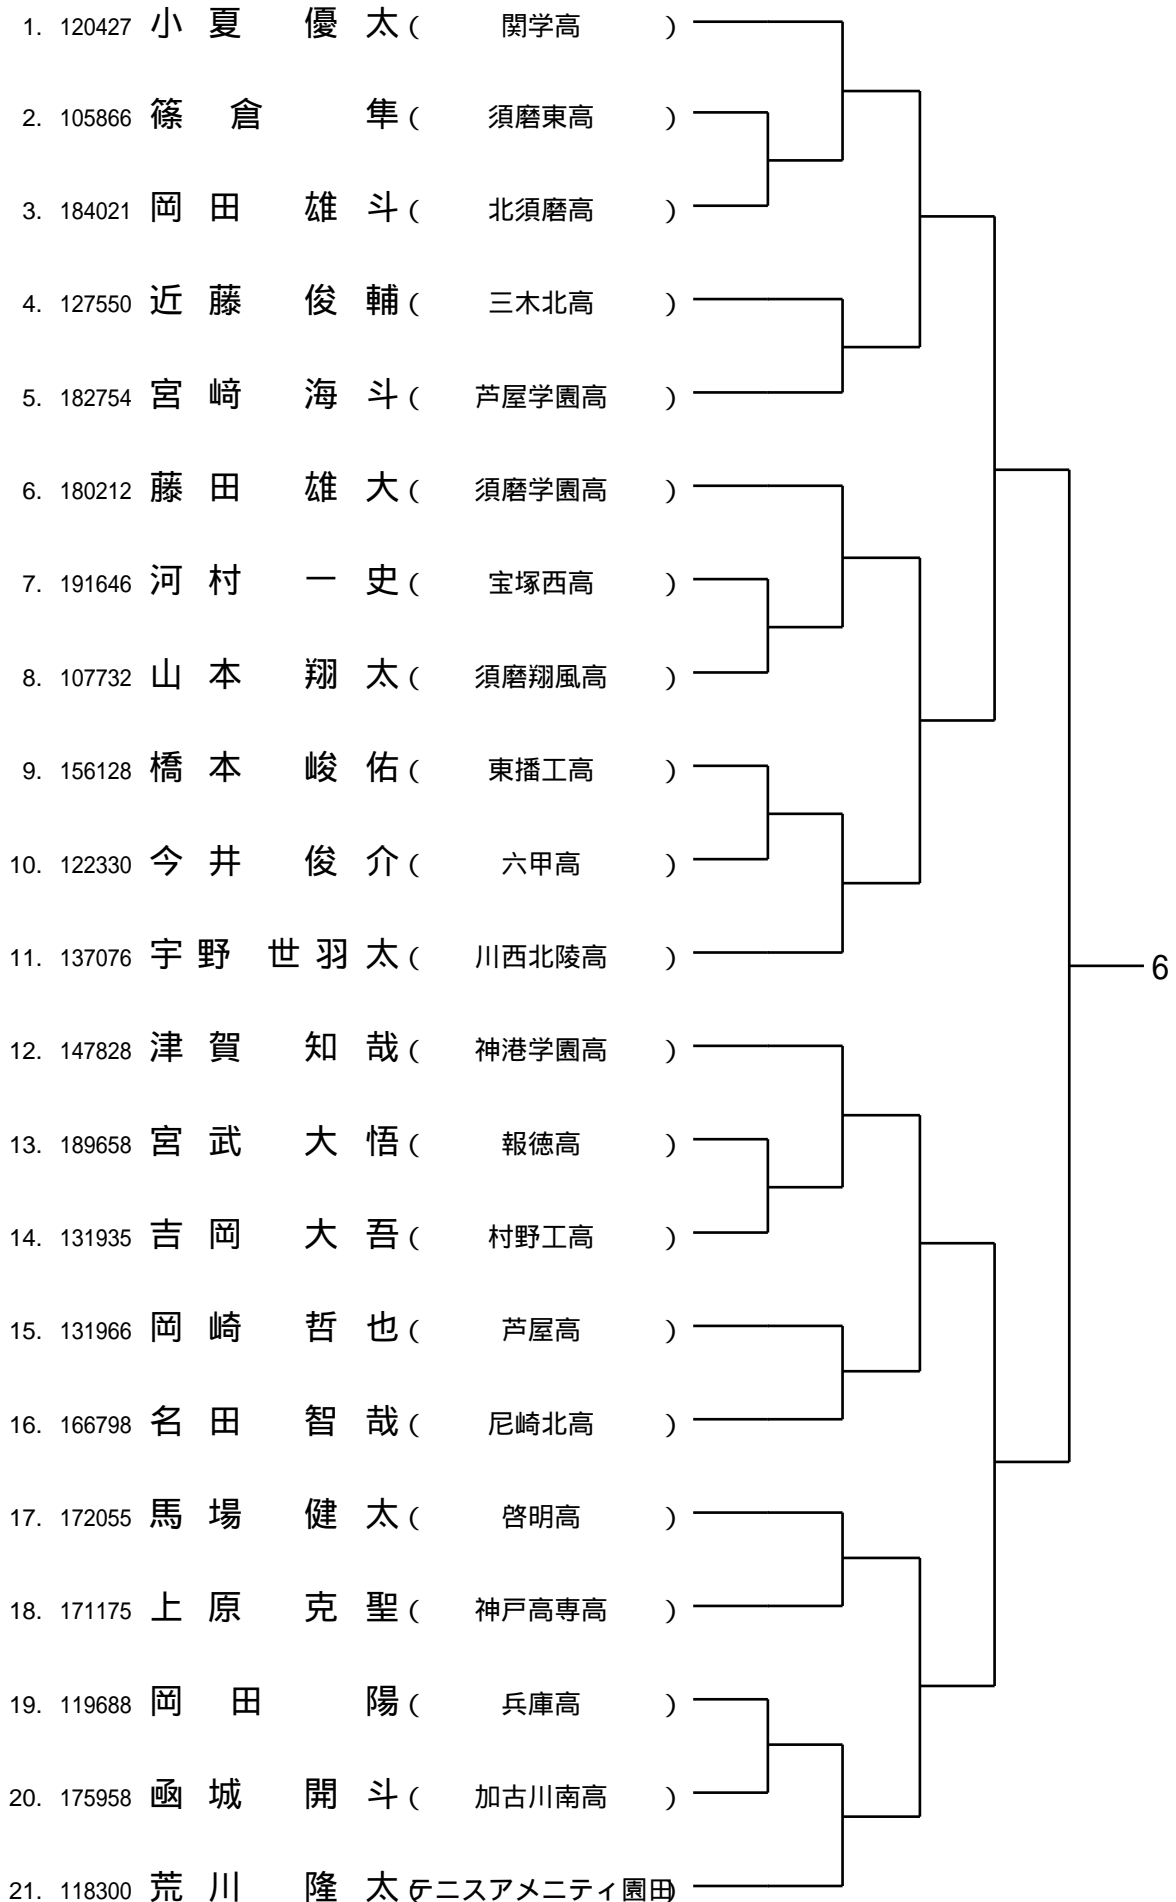 1. 120427 小夏 優太 ( 関学高 )
2. 105866 篠倉 隼 ( 須磨東高 )
3. 184021 岡田 雄斗 ( 北須磨高 )
4. 127550 近藤 俊輔 ( 三木北高 )
5. 182754 宮﨑 海斗 ( 芦屋学園高 )
6. 180212 藤田 雄大 ( 須磨学園高 )
7. 191646 河村 一史 ( 宝塚西高 )
8. 107732 山本 翔太 ( 須磨翔風高 )
9. 156128 橋本 峻佑 ( 東播工高 )
10. 122330 今井 俊介 ( 六甲高 )
11. 137076 宇野 世羽太 ( 川西北陵高 )
6
12. 147828 津賀 知哉 ( 神港学園高 )
13. 189658 宮武 大悟 ( 報徳高 )
14. 131935 吉岡 大吾 ( 村野工高 )
15. 131966 岡崎 哲也 ( 芦屋高 )
16. 166798 名田 智哉 ( 尼崎北高 )
17. 172055 馬場 健太 ( 啓明高 )
18. 171175 上原 克聖 ( 神戸高専高 )
19. 119688 岡田 陽 ( 兵庫高 )
20. 175958 凾城 開斗 ( 加古川南高 )
21. 118300 荒川 隆太 ( テニスアメニティ園田 )